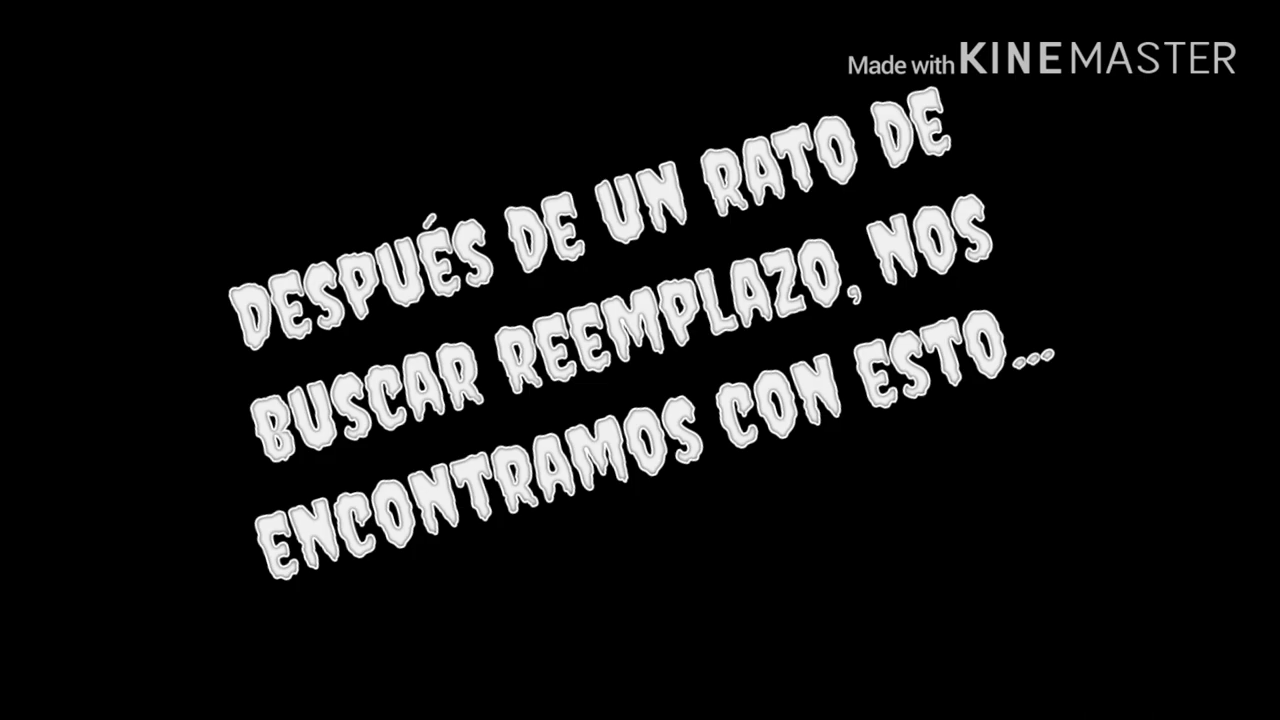 Made with KINEMASTER
DESPUÉS DE UN RATO DE
BUSCAR REEMPLAZO, NOS
ENCONTRAMOS CON ESTO...